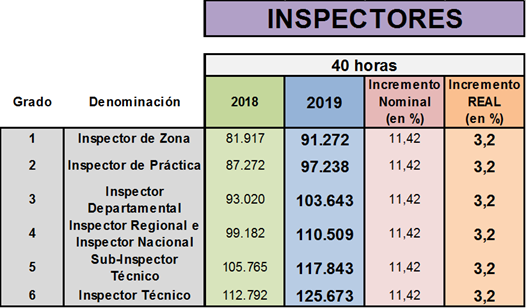 INSPECTORES
40 horas
Grado Denominación 2018 2019 Incremento Nominal (en %) Incremento REAL (en %)
1 Inspector de Zona 81.917 91.272 11,42 3,2
2 Inspector de Práctica 87.272 97.238 11,42 3,2
3 Inspector Departamental 93.020 103.643 11,42 3,2
4 Inspector Regional e Inspector Nacional 99.182 110.509 11,42 3,2
5 Sub-Inspector Técnico 105.765 117.843 11,42 3,2
6 Inspector Técnico 112.792 125.673 11,42 3,2